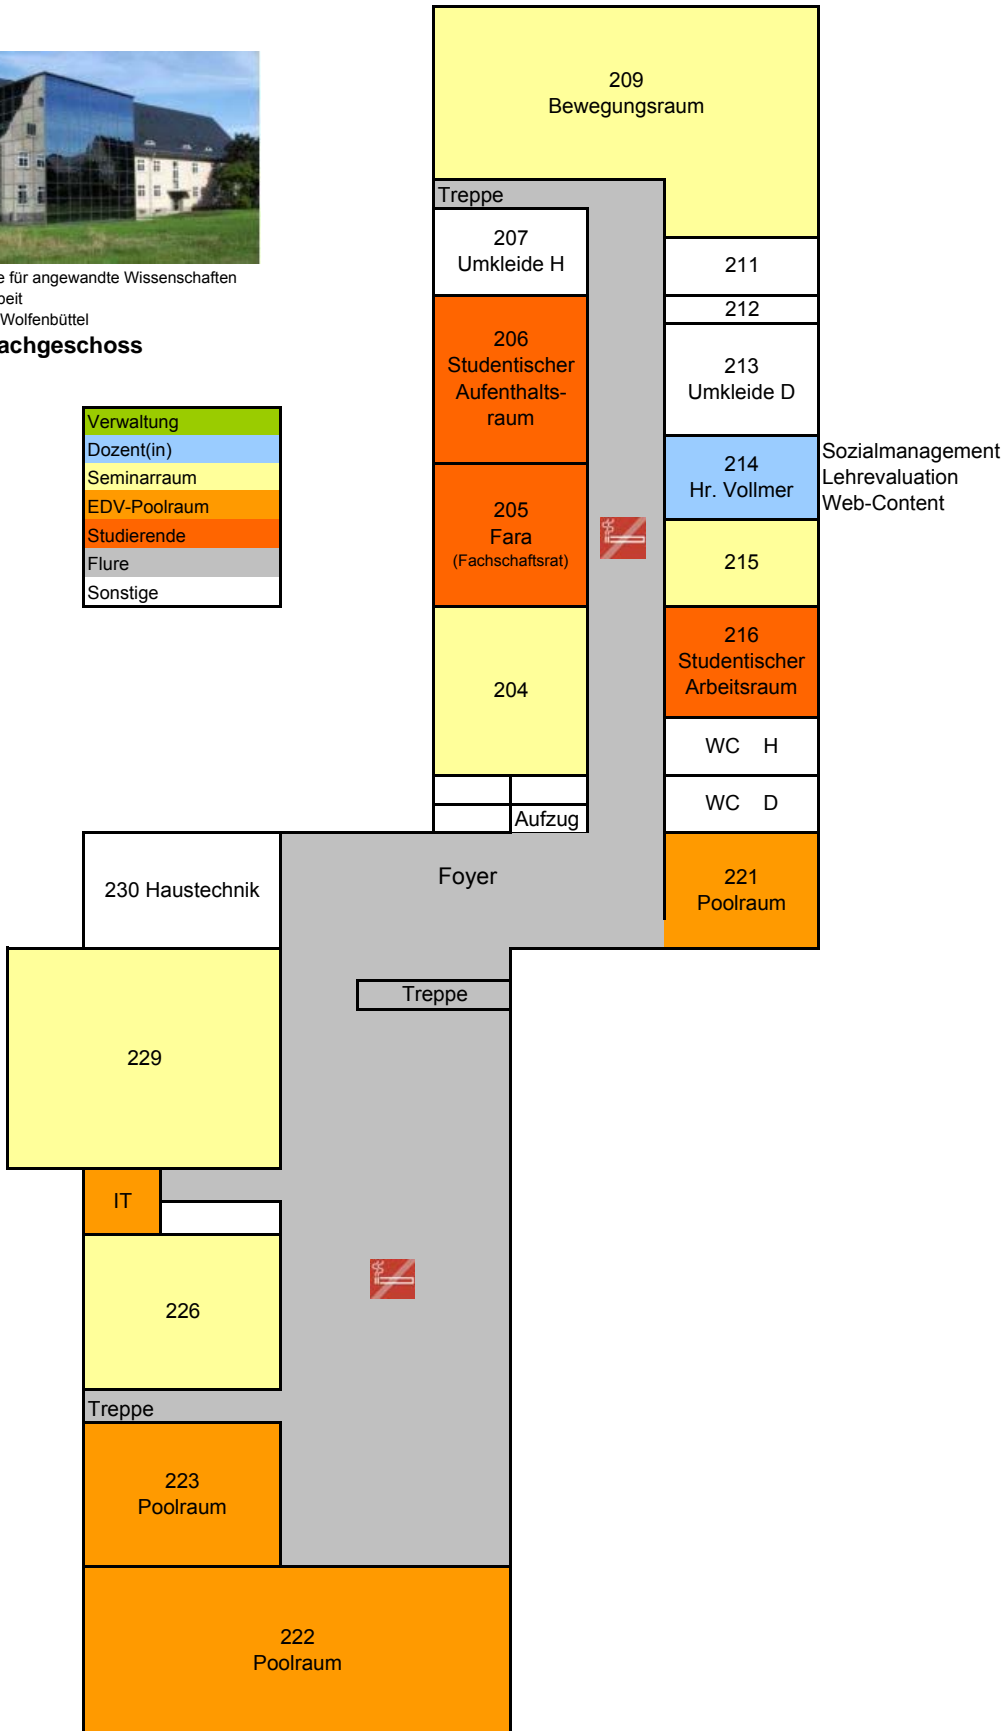 209
Bewegungsraum
Treppe
207
Umkleide H
211
212
für angewandte Wissenschaften
Wolfenbüttel
206
Studentischer
Aufenthalts-
raum
213
Umkleide D
Verwaltung
Dozent(in)
Seminarraum
EDV-Poolraum
Studierende
Flure
Sonstige
214
Hr. Vollmer
Sozialmanagement
Lehrevaluation
Web-Content
205
Fara
(Fachschaftsrat)
215
216
Studentischer
Arbeitsraum
204
WC H
WC D
Aufzug
230 Haustechnik
Foyer
221
Poolraum
Treppe
229
IT
226
Treppe
223
Poolraum
222
Poolraum